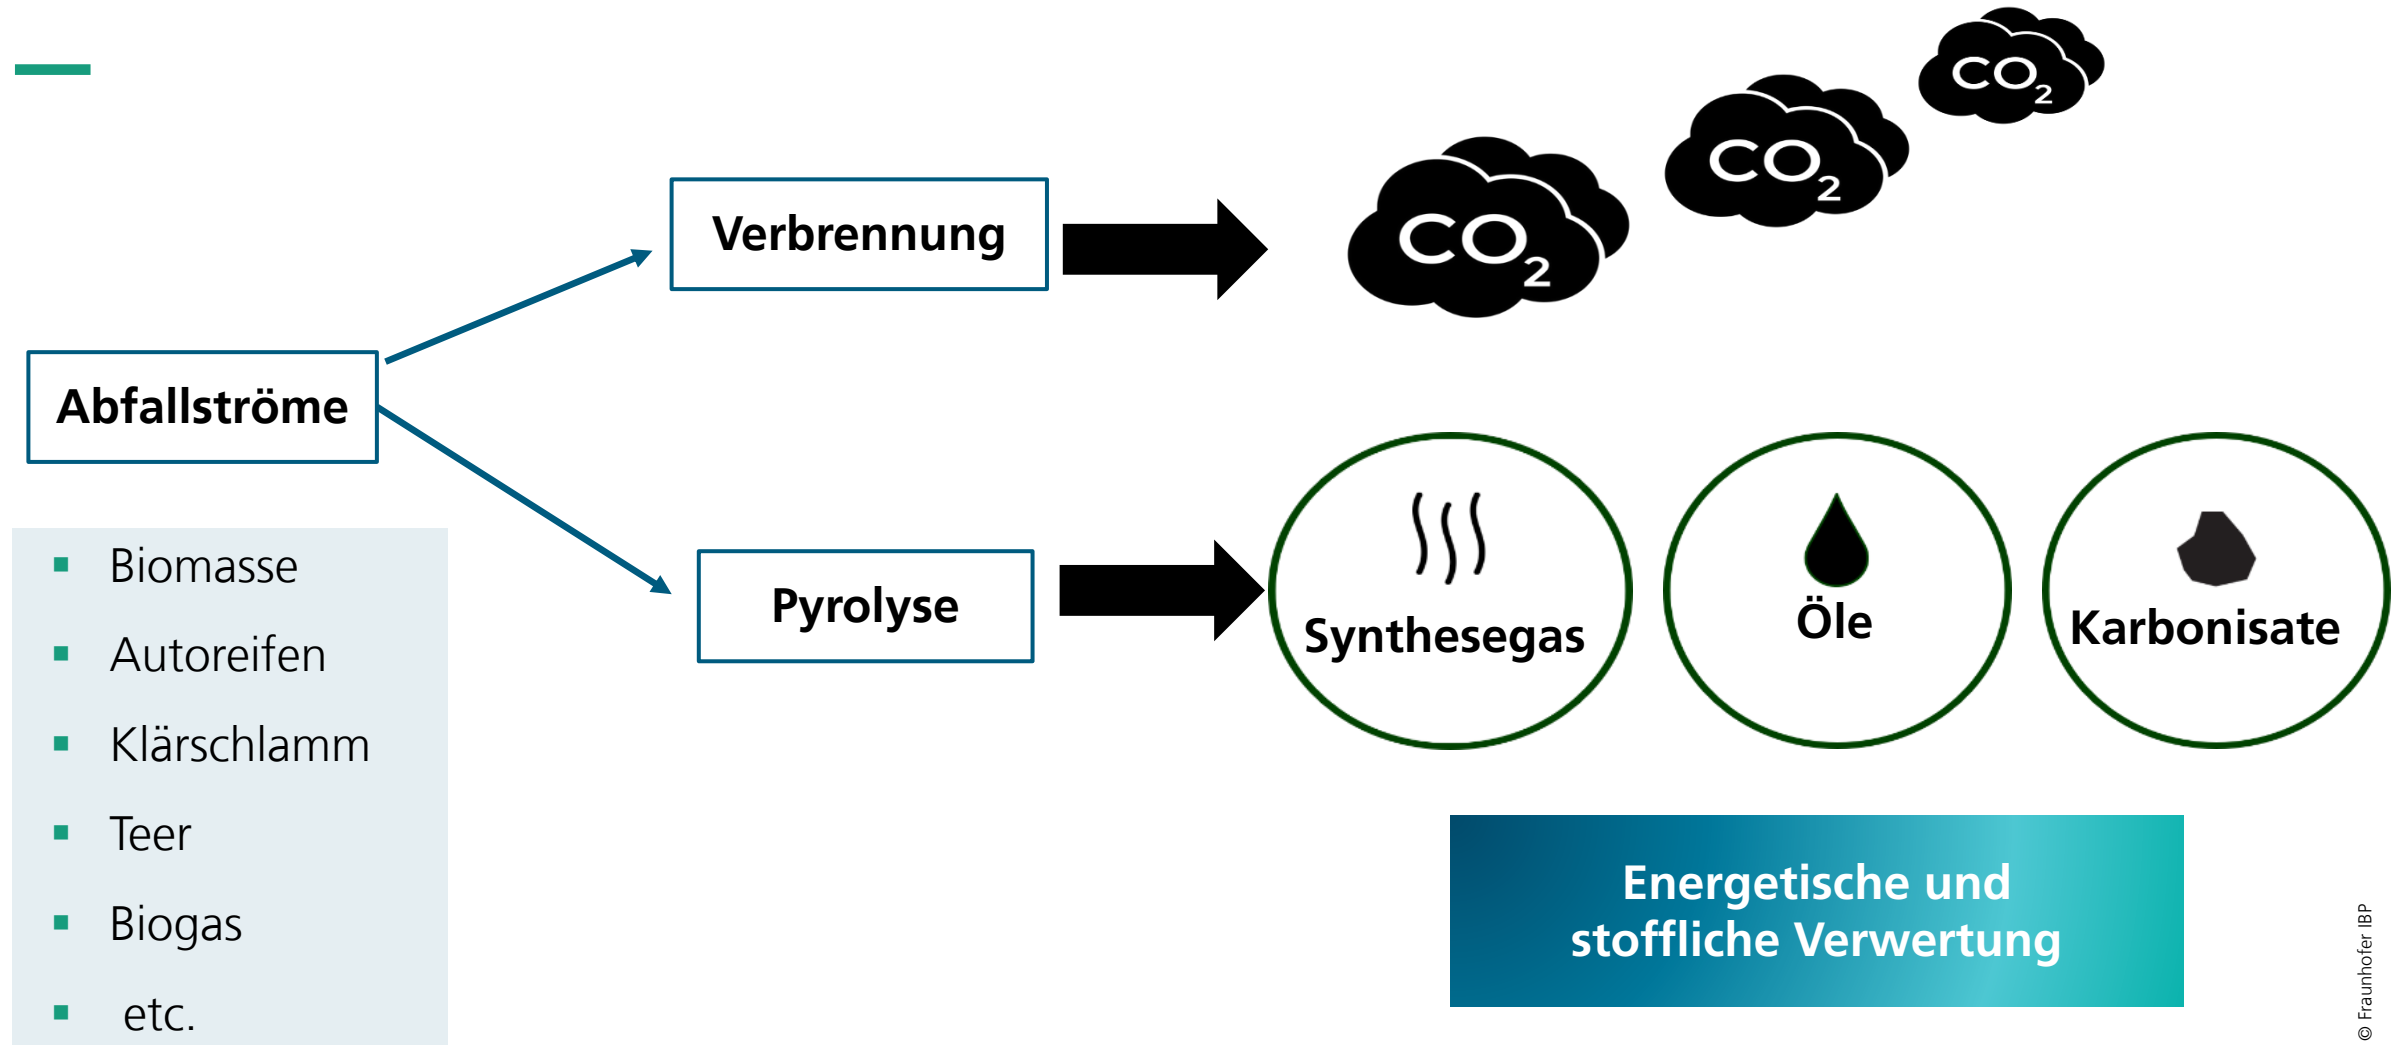 CO2
CO2
CO2
Verbrennung
Abfallströme
Biomasse
Autoreifen
Klärschlamm
Teer
Biogas
etc.
Pyrolyse
Synthesegas
Öle
Karbonisate
Energetische und
stoffliche Verwertung
© Fraunhofer IBP